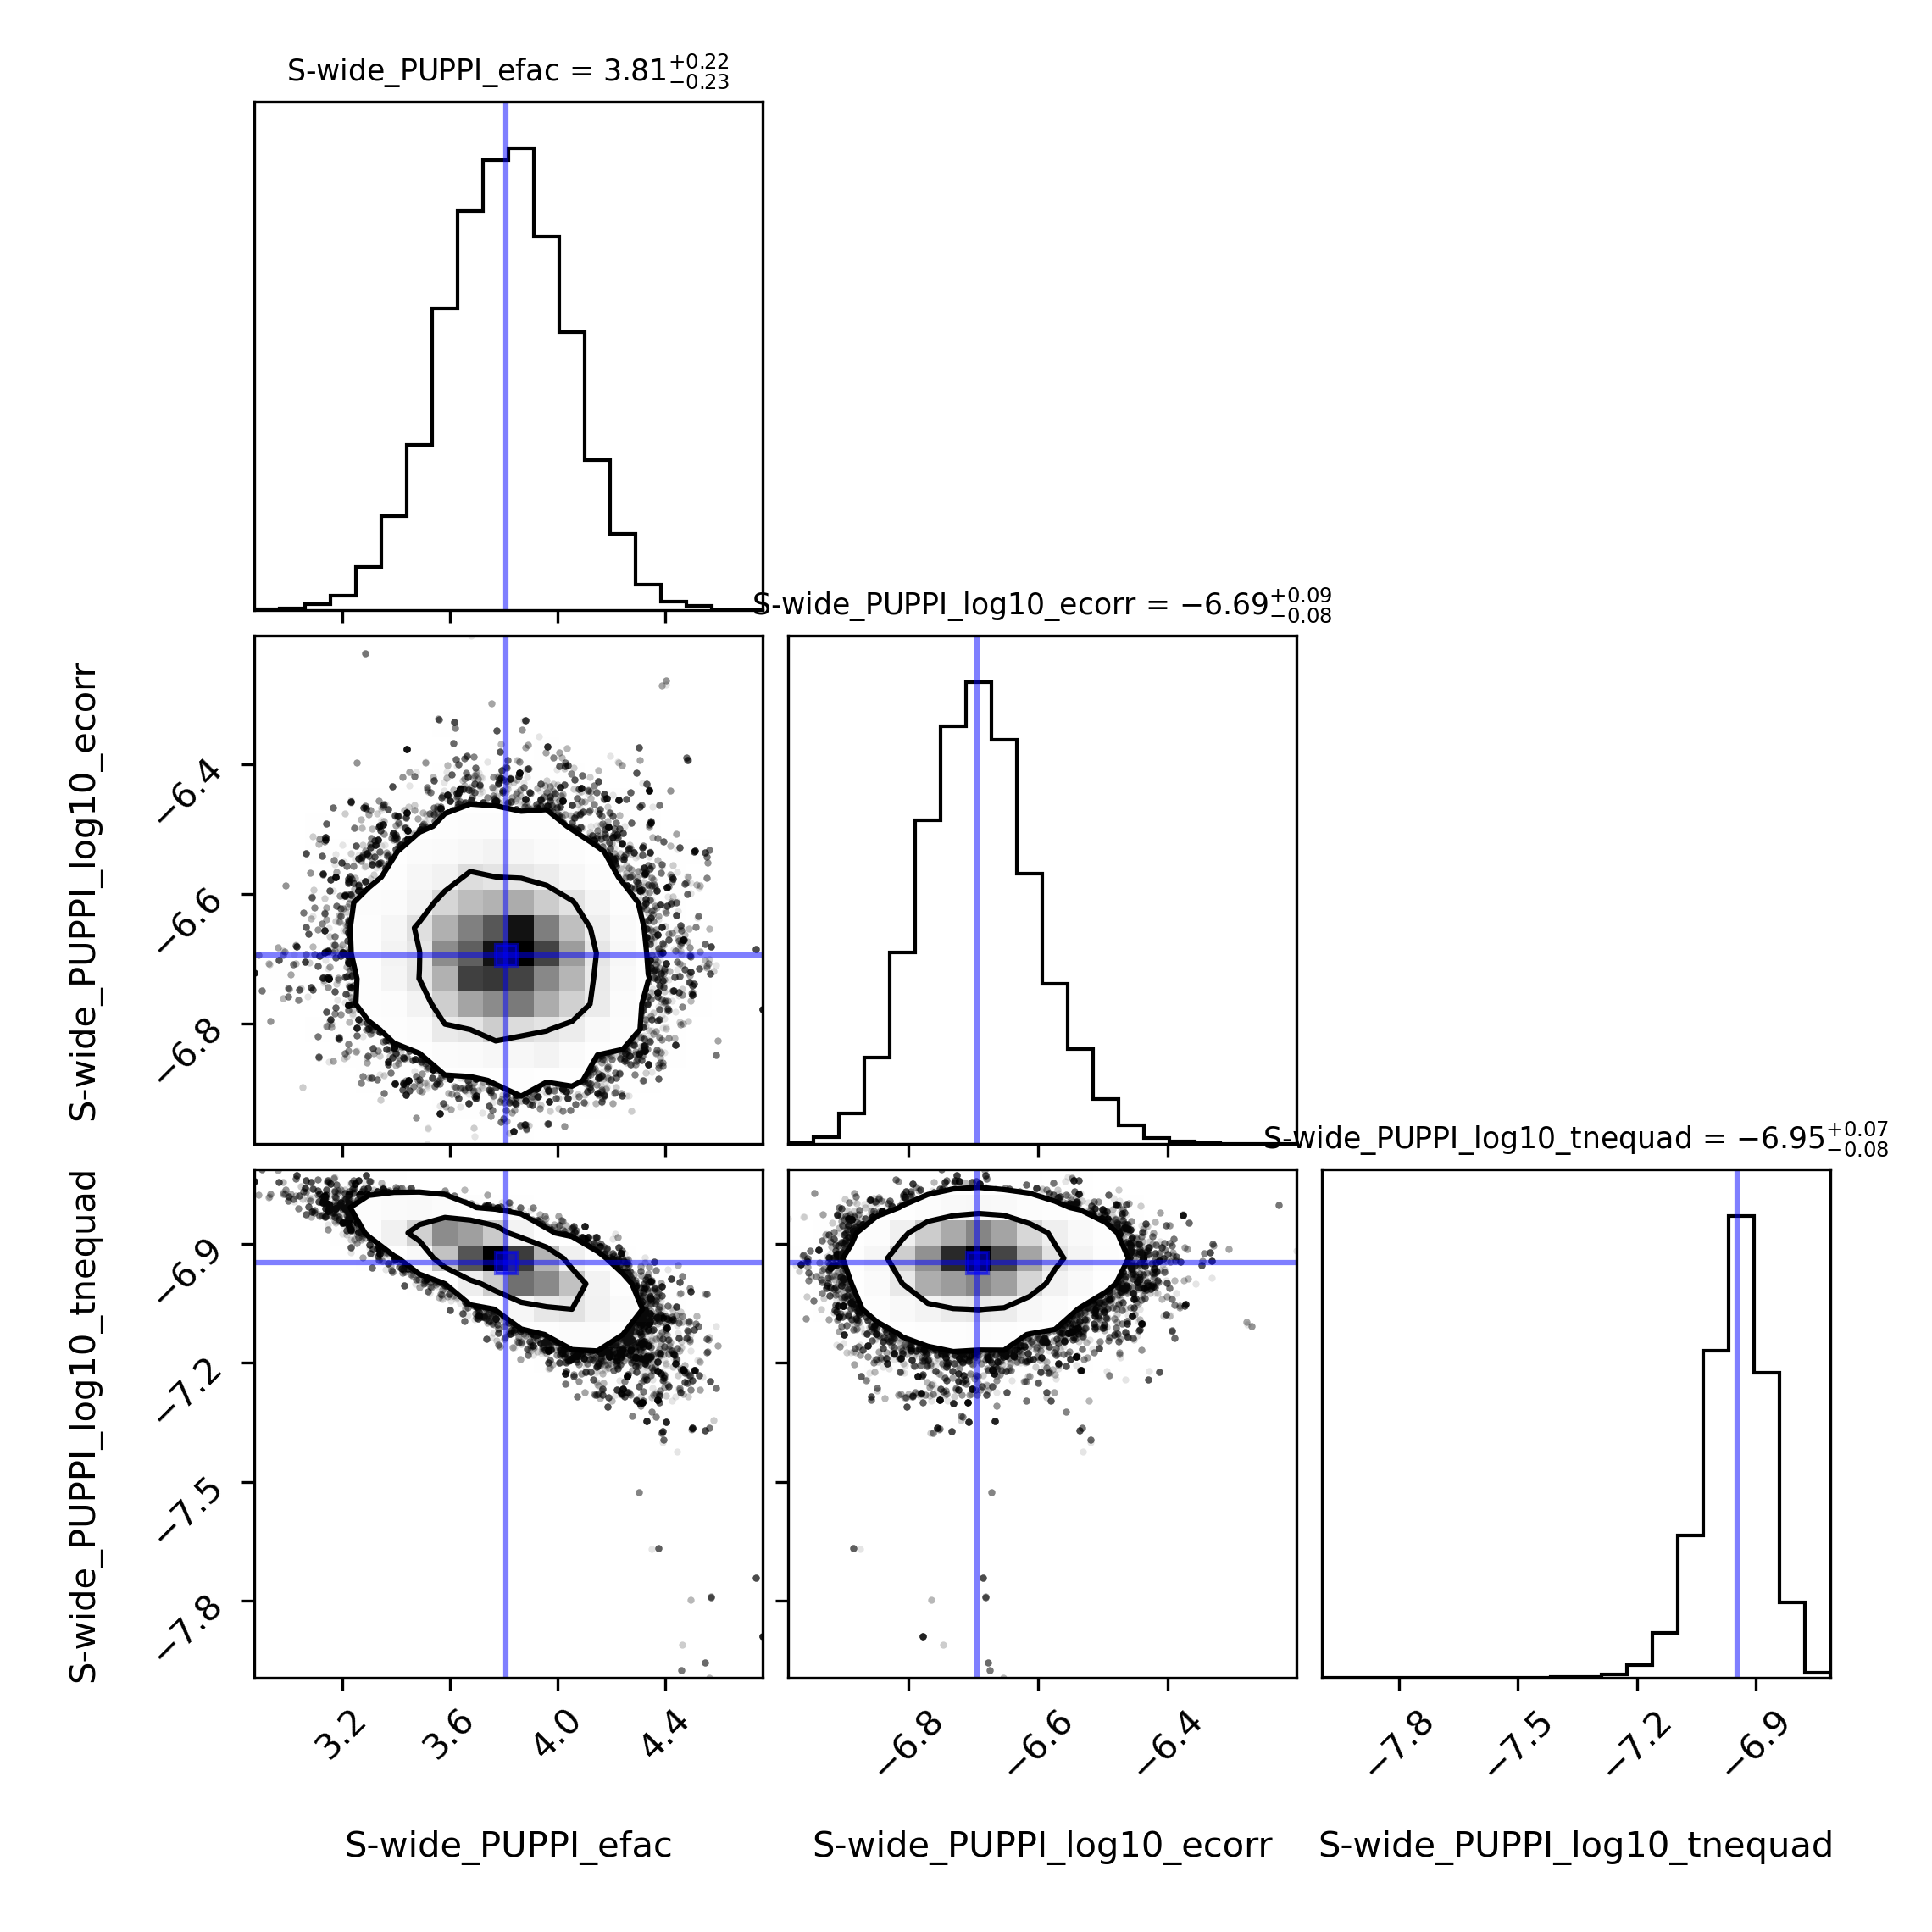 S-wide_PUPPI_efac = 3.81+0.22−0.23
S-wide_PUPPI_log10_ecorr = −6.69+0.09−0.08
S-wide_PUPPI_log10_ecorr
−6.4
−6.6
−6.8
S-wide_PUPPI_log10_tnequad = −6.95+0.07−0.08
S-wide_PUPPI_log10_tnequad
−6.9
−7.2
−7.5
−7.8
3.2 3.6 4.0 4.4 −6.8 −6.6 −6.4 −7.8 −7.5 −7.2 −6.9
S-wide_PUPPI_efac S-wide_PUPPI_log10_ecorr S-wide_PUPPI_log10_tnequad